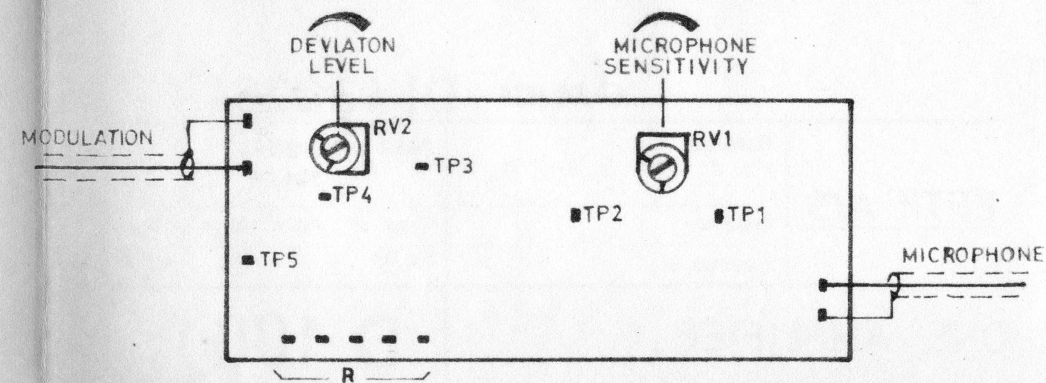 DEVIATON
LEVEL
MICROPHONE
SENSITIVITY
MODULATION
RV2
RV1
TP3
TP4
TP2
TP1
TP5
MICROPHONE
R